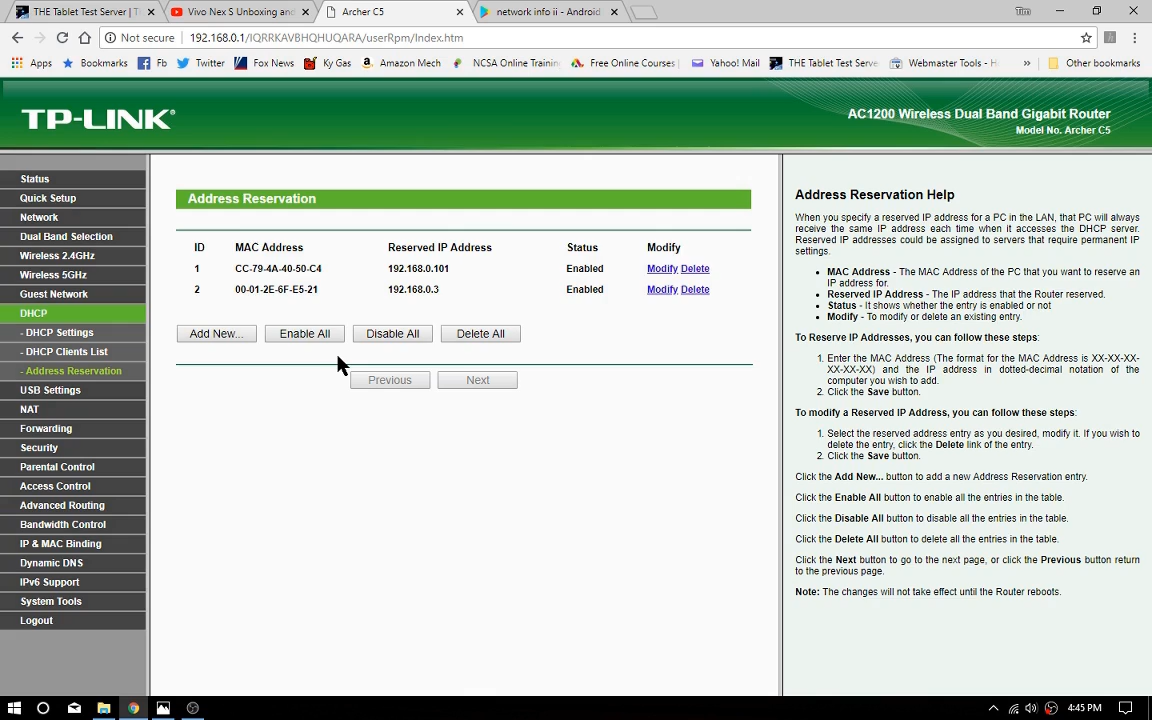 THE Tablet Test Server | T
Vivo Nex S Unboxing and
Archer C5
network info ii - Android
Tim
Not secure 192.168.0.1/IQRRKAVBHQHUQARA/userRpm/Index.htm
Apps Bookmarks Fb Twitter Fox News Ky Gas Amazon Mech NCSA Online Trainin Free Online Courses Yahoo! Mail THE Tablet Test Serve Webmaster Tools - H » Other bookmarks
TP-LINK®
AC1200 Wireless Dual Band Gigabit Router
Model No. Archer C5
Status
Quick Setup
Network
Dual Band Selection
Wireless 2.4GHz
Wireless 5GHz
Guest Network
DHCP
- DHCP Settings
- DHCP Clients List
- Address Reservation
USB Settings
NAT
Forwarding
Security
Parental Control
Access Control
Advanced Routing
Bandwidth Control
IP & MAC Binding
Dynamic DNS
IPv6 Support
System Tools
Logout
Address Reservation
ID MAC Address Reserved IP Address Status Modify
1 CC-79-4A-40-50-C4 192.168.0.101 Enabled Modify Delete
2 00-01-2E-6F-E5-21 192.168.0.3 Enabled Modify Delete
Add New... Enable All Disable All Delete All
Previous Next
Address Reservation Help
When you specify a reserved IP address for a PC in the LAN, that PC will always
receive the same IP address each time when it accesses the DHCP server.
Reserved IP addresses could be assigned to servers that require permanent IP
settings.
• MAC Address - The MAC Address of the PC that you want to reserve an
IP address for.
• Reserved IP Address - The IP address that the Router reserved.
• Status - It shows whether the entry is enabled or not
• Modify - To modify or delete an existing entry.
To Reserve IP Addresses, you can follow these steps:
1. Enter the MAC Address (The format for the MAC Address is XX-XX-XX-
XX-XX-XX) and the IP address in dotted-decimal notation of the
computer you wish to add.
2. Click the Save button.
To modify a Reserved IP Address, you can follow these steps:
1. Select the reserved address entry as you desired, modify it. If you wish to
delete the entry, click the Delete link of the entry.
2. Click the Save button.
Click the Add New... button to add a new Address Reservation entry.
Click the Enable All button to enable all the entries in the table.
Click the Disable All button to disable all the entries in the table.
Click the Delete All button to delete all the entries in the table.
Click the Next button to go to the next page, or click the Previous button return
to the previous page.
Note: The changes will not take effect until the Router reboots.
4:45 PM